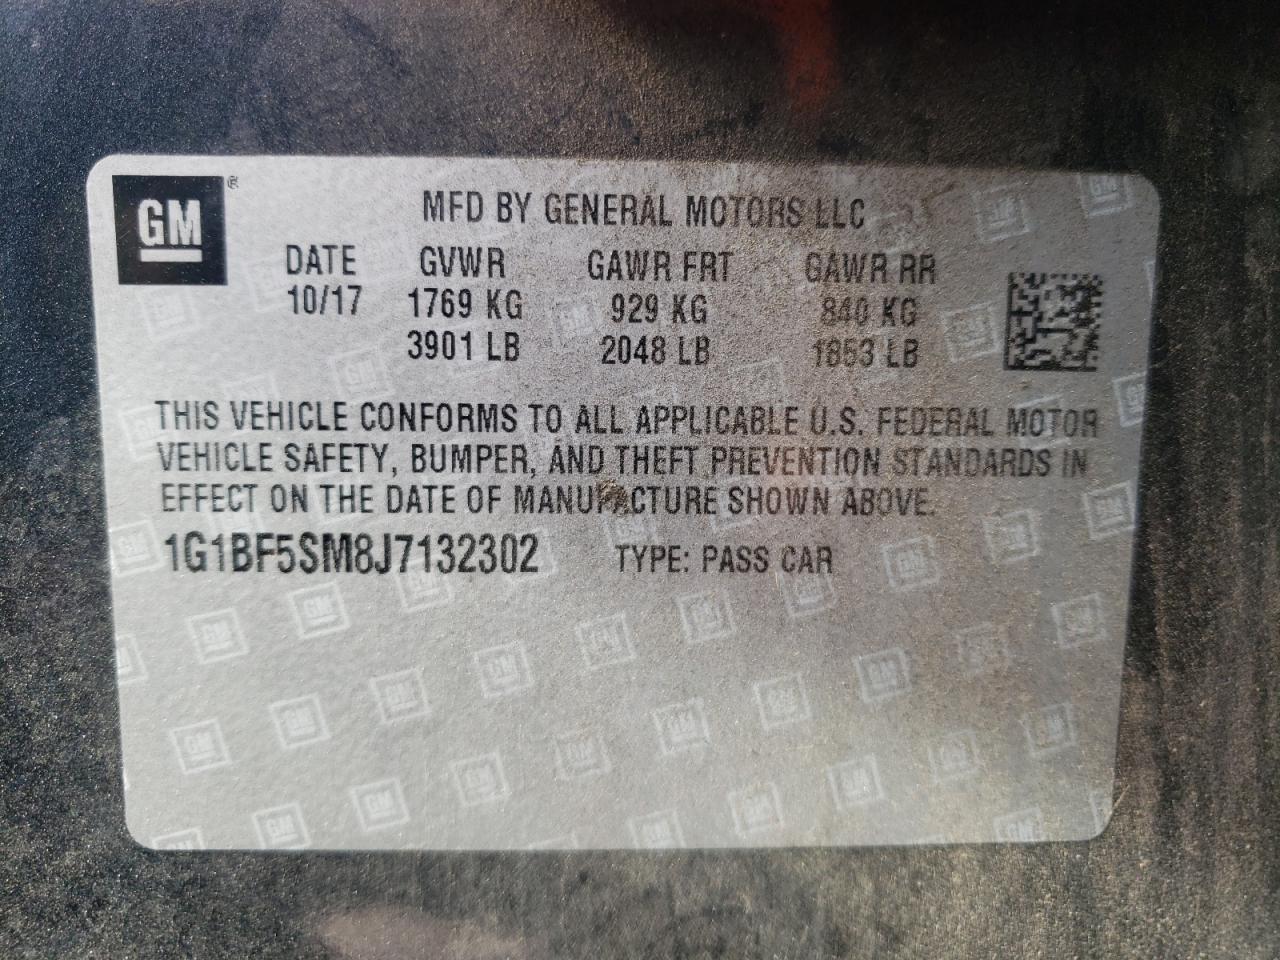 GM ®
MFD BY GENERAL MOTORS LLC
DATE GVWR GAWR FRT GAWR RR
10/17 1769 KG 929 KG 840 KG
3901 LB 2048 LB 1853 LB
THIS VEHICLE CONFORMS TO ALL APPLICABLE U.S. FEDERAL MOTOR
VEHICLE SAFETY, BUMPER, AND THEFT PREVENTION STANDARDS IN
EFFECT ON THE DATE OF MANUFACTURE SHOWN ABOVE.
1G1BF5SM8J7132302 TYPE: PASS CAR